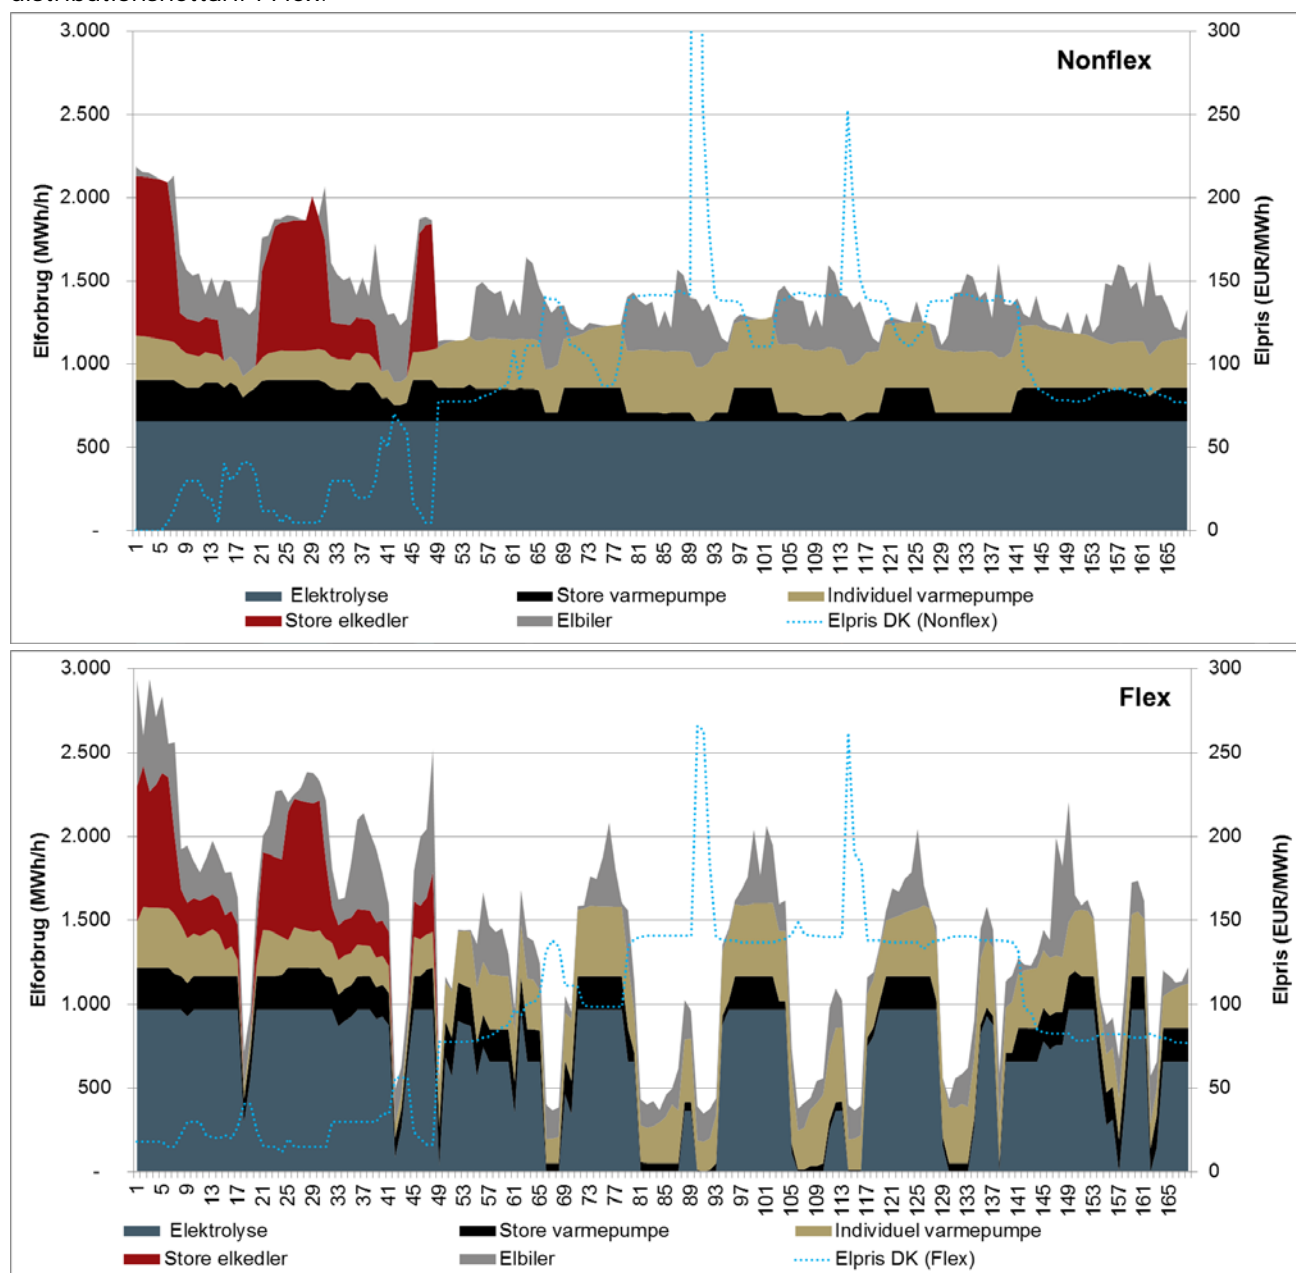 Nonflex
Elforbrug (MWh/h)
3.000
2.500
2.000
1.500
1.000
500
-
300
250
200
150
100
50
0
Elpris (EUR/MWh)
1 5 9 13 17 21 25 29 33 37 41 45 49 53 57 61 65 69 73 77 81 85 89 93 97 101 105 109 113 117 121 125 129 133 137 141 145 149 153 157 161 165
Elektrolyse Store varmepumpe Individuel varmepumpe
Store elkedler Elbiler Elpris DK (Nonflex)
Flex
Elforbrug (MWh/h)
3.000
2.500
2.000
1.500
1.000
500
-
300
250
200
150
100
50
0
Elpris (EUR/MWh)
1 5 9 13 17 21 25 29 33 37 41 45 49 53 57 61 65 69 73 77 81 85 89 93 97 101 105 109 113 117 121 125 129 133 137 141 145 149 153 157 161 165
Elektrolyse Store varmepumpe Individuel varmepumpe
Store elkedler Elbiler Elpris DK (Flex)